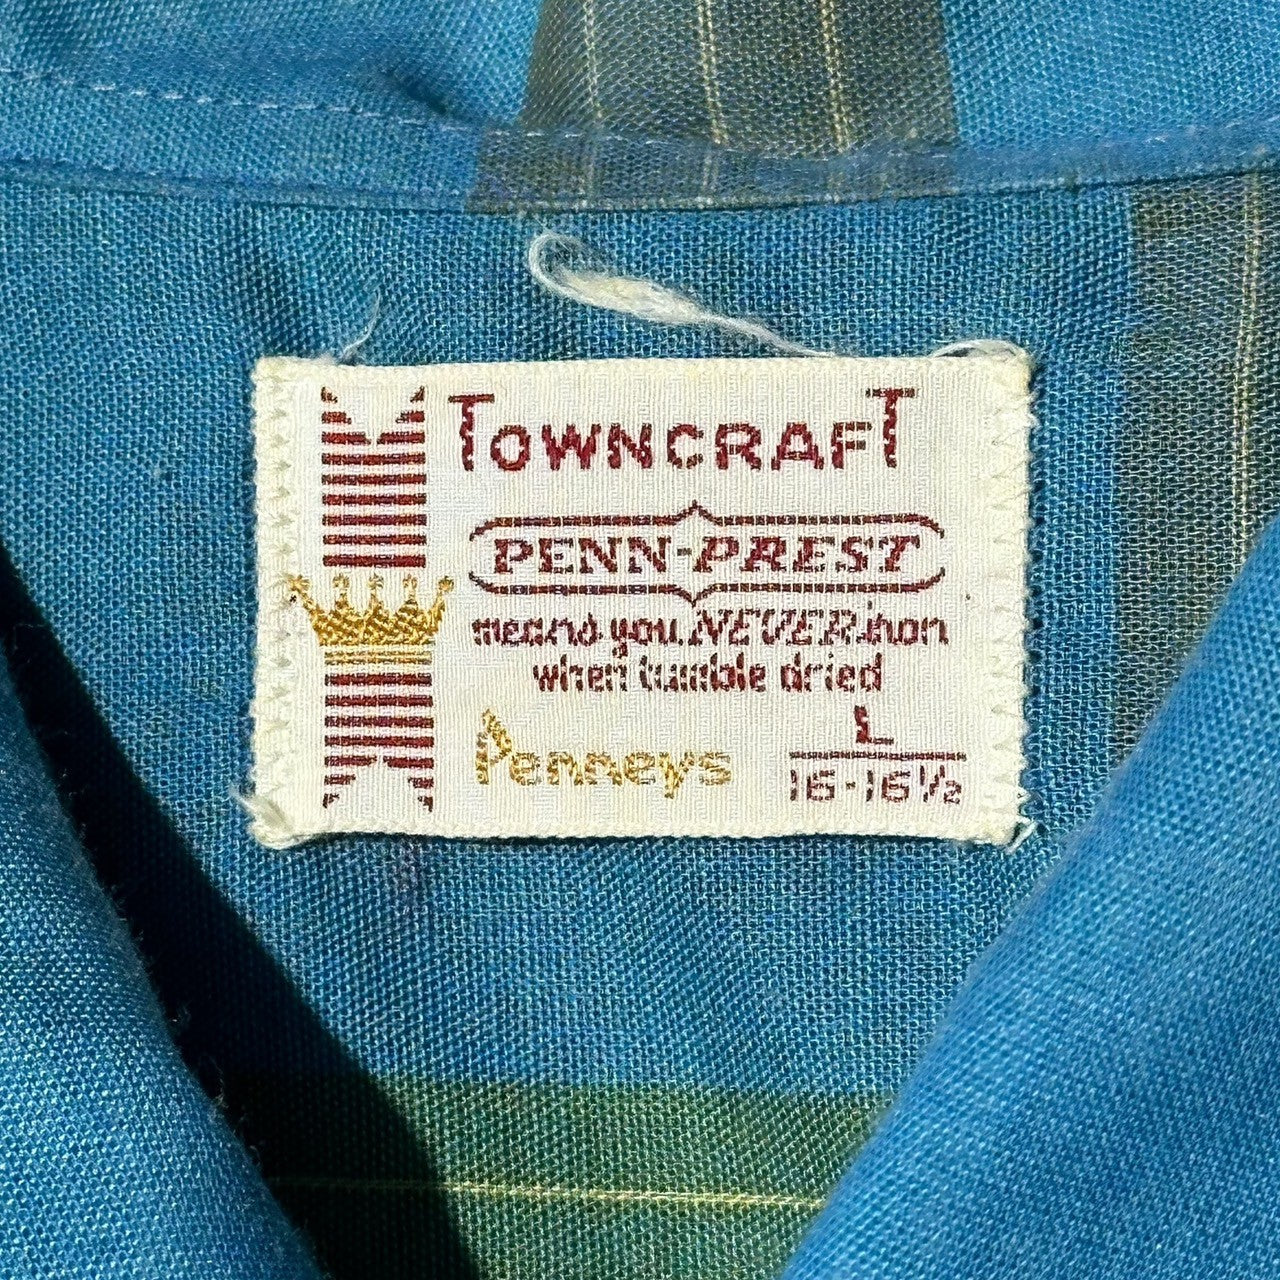 TOWNCRAFT
PENN-PREST
means you NEVER iron
when tumble dried
Penneys
L
16-16½